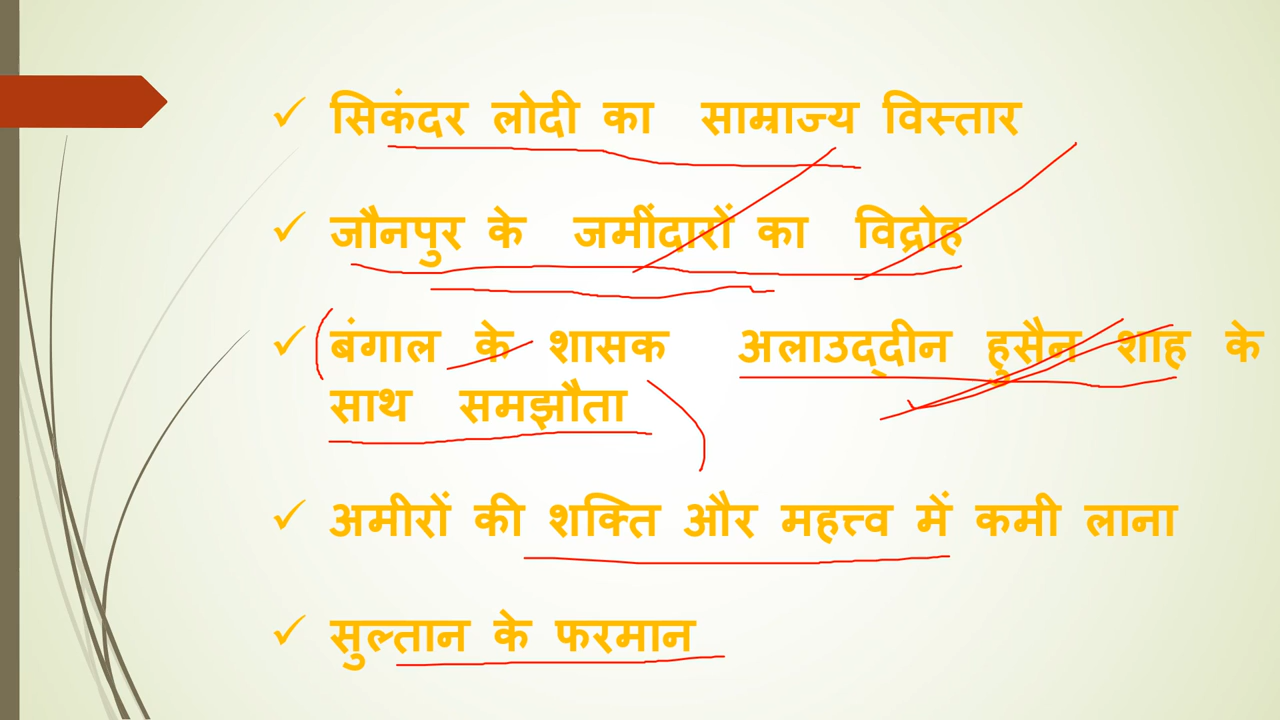 सिकंदर लोदी का साम्राज्य विस्तार
जौनपुर के जमींदारों का विद्रोह
बंगाल के शासक अलाउद्दीन हुसैन शाह के
साथ समझौता
अमीरों की शक्ति और महत्त्व में कमी लाना
सुल्तान के फरमान